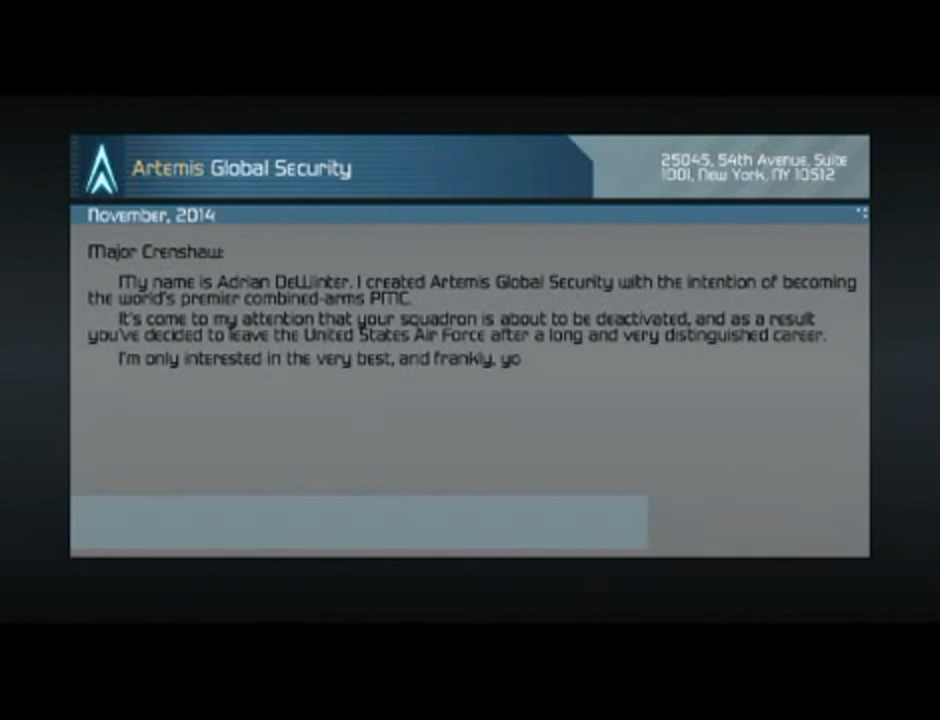 Artemis Global Security
25045, 54th Avenue, Suite
1001, New York, NY 10512
November, 2014
Major Crenshaw:
My name is Adrian DeWinter. I created Artemis Global Security with the intention of becoming
the world's premier combined-arms PMC.
It's come to my attention that your squadron is about to be deactivated, and as a result
you've decided to leave the United States Air Force after a long and very distinguished career.
I'm only interested in the very best, and frankly, yo